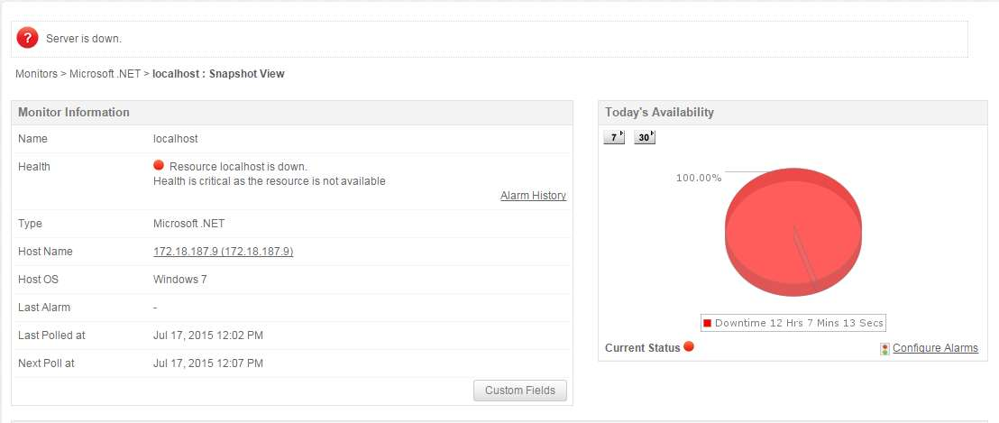 ?
Server is down.
Monitors > Microsoft .NET > localhost : Snapshot View
Monitor Information
Name localhost
Health Resource localhost is down.
Health is critical as the resource is not available
Alarm History
Type Microsoft .NET
Host Name 172.18.187.9 (172.18.187.9)
Host OS Windows 7
Last Alarm -
Last Polled at Jul 17, 2015 12:02 PM
Next Poll at Jul 17, 2015 12:07 PM
Custom Fields
Today's Availability
7 30
100.00%
Downtime 12 Hrs 7 Mins 13 Secs
Current Status Configure Alarms